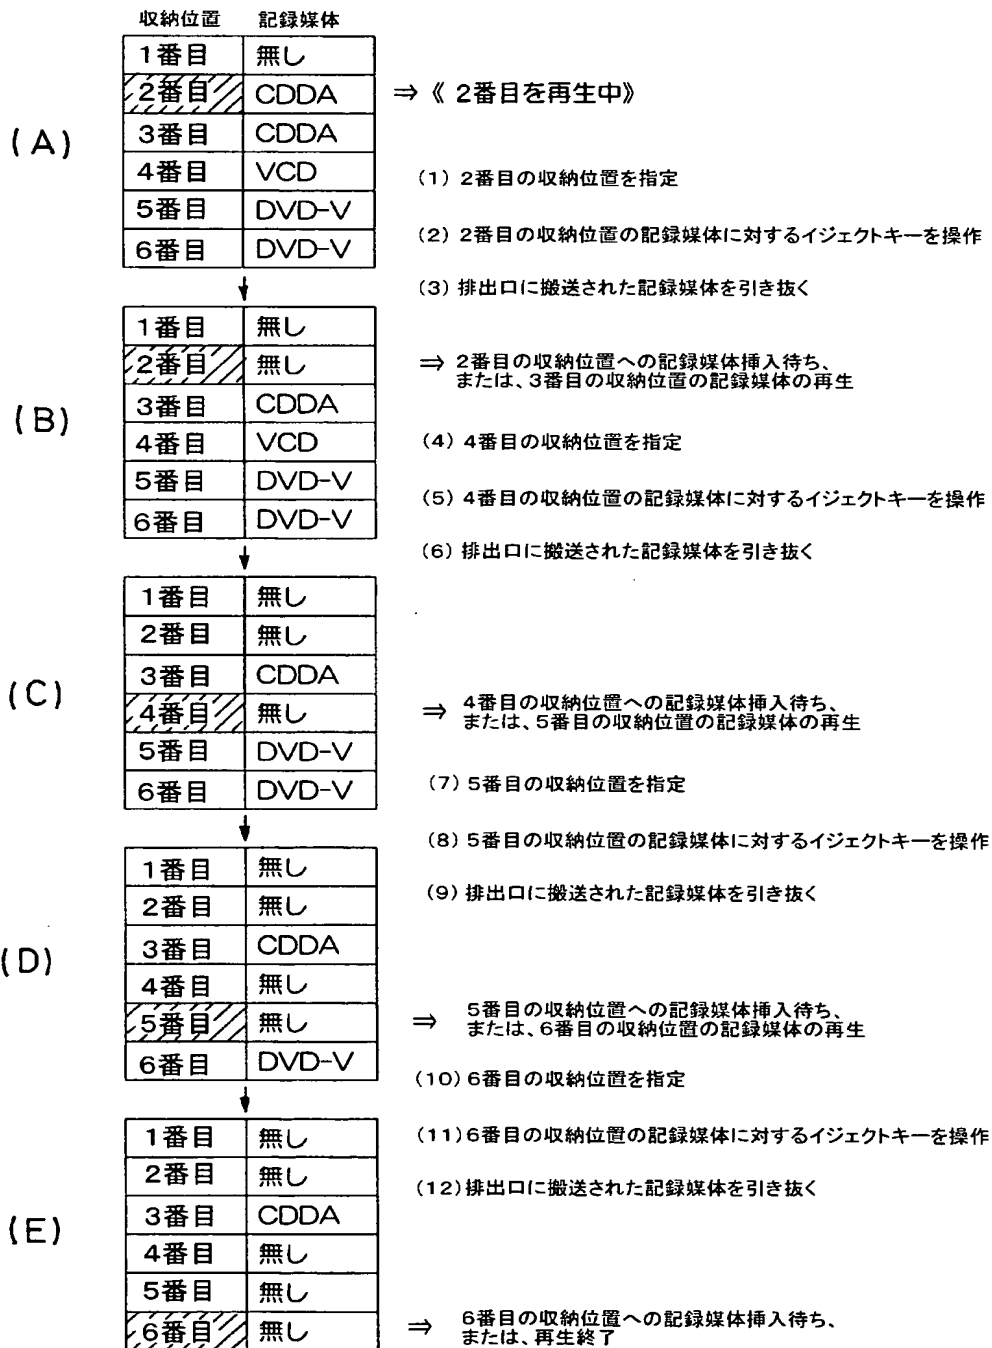 収納位置 記録媒体
(A)
1番目 無し
2番目 CDDA ⇒《 2番目を再生中》
3番目 CDDA
4番目 VCD
5番目 DVD-V
6番目 DVD-V
(1) 2番目の収納位置を指定
(2) 2番目の収納位置の記録媒体に対するイジェクトキーを操作
(3) 排出口に搬送された記録媒体を引き抜く
(B)
1番目 無し
2番目 無し ⇒ 2番目の収納位置への記録媒体挿入待ち、
または、3番目の収納位置の記録媒体の再生
3番目 CDDA
4番目 VCD
5番目 DVD-V
6番目 DVD-V
(4) 4番目の収納位置を指定
(5) 4番目の収納位置の記録媒体に対するイジェクトキーを操作
(6) 排出口に搬送された記録媒体を引き抜く
(C)
1番目 無し
2番目 無し
3番目 CDDA
4番目 無し ⇒ 4番目の収納位置への記録媒体挿入待ち、
または、5番目の収納位置の記録媒体の再生
5番目 DVD-V
6番目 DVD-V
(7) 5番目の収納位置を指定
(8) 5番目の収納位置の記録媒体に対するイジェクトキーを操作
(9) 排出口に搬送された記録媒体を引き抜く
(D)
1番目 無し
2番目 無し
3番目 CDDA
4番目 無し
5番目 無し ⇒ 5番目の収納位置への記録媒体挿入待ち、
または、6番目の収納位置の記録媒体の再生
6番目 DVD-V
(10) 6番目の収納位置を指定
(11) 6番目の収納位置の記録媒体に対するイジェクトキーを操作
(12) 排出口に搬送された記録媒体を引き抜く
(E)
1番目 無し
2番目 無し
3番目 CDDA
4番目 無し
5番目 無し
6番目 無し ⇒ 6番目の収納位置への記録媒体挿入待ち、
または、再生終了